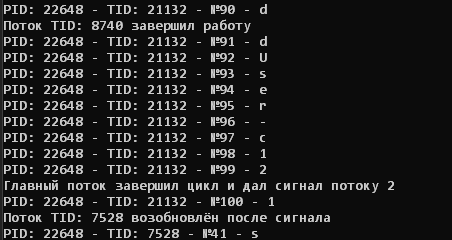 PID: 22648 - TID: 21132 - №90 - d
Поток TID: 8740 завершил работу
PID: 22648 - TID: 21132 - №91 - d
PID: 22648 - TID: 21132 - №92 - U
PID: 22648 - TID: 21132 - №93 - s
PID: 22648 - TID: 21132 - №94 - e
PID: 22648 - TID: 21132 - №95 - r
PID: 22648 - TID: 21132 - №96 - -
PID: 22648 - TID: 21132 - №97 - c
PID: 22648 - TID: 21132 - №98 - 1
PID: 22648 - TID: 21132 - №99 - 2
Главный поток завершил цикл и дал сигнал потоку 2
PID: 22648 - TID: 21132 - №100 - 1
Поток TID: 7528 возобновлён после сигнала
PID: 22648 - TID: 7528 - №41 - s